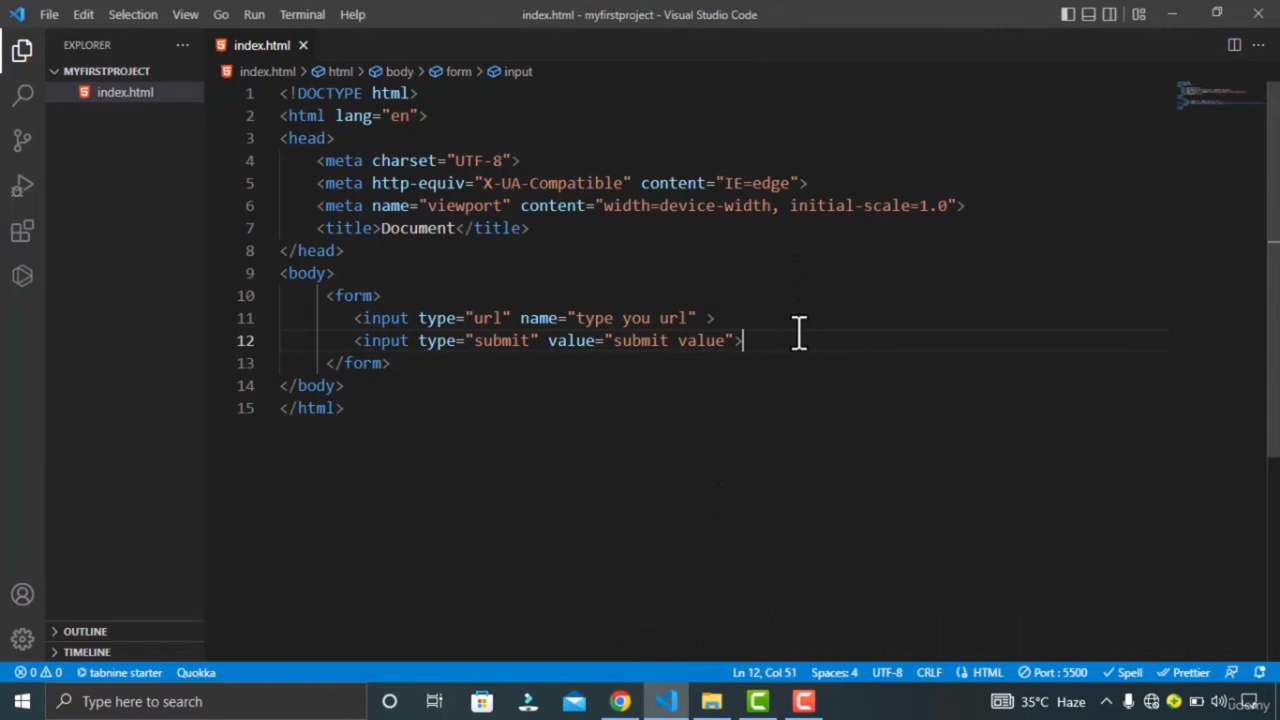 File Edit Selection View Go Run Terminal Help
index.html - myfirstproject - Visual Studio Code
EXPLORER
MYFIRSTPROJECT
index.html
index.html
index.html > html > body > form > input
1 <!DOCTYPE html>
2 <html lang="en">
3 <head>
4 <meta charset="UTF-8">
5 <meta http-equiv="X-UA-Compatible" content="IE=edge">
6 <meta name="viewport" content="width=device-width, initial-scale=1.0">
7 <title>Document</title>
8 </head>
9 <body>
10 <form>
11 <input type="url" name="type you url" >
12 <input type="submit" value="submit value">
13 </form>
14 </body>
15 </html>
OUTLINE
TIMELINE
0 0 tabnine starter Quokka
Ln 12, Col 51 Spaces: 4 UTF-8 CRLF HTML Port : 5500 Spell Prettier
Type here to search
35°C Haze
ûdemy